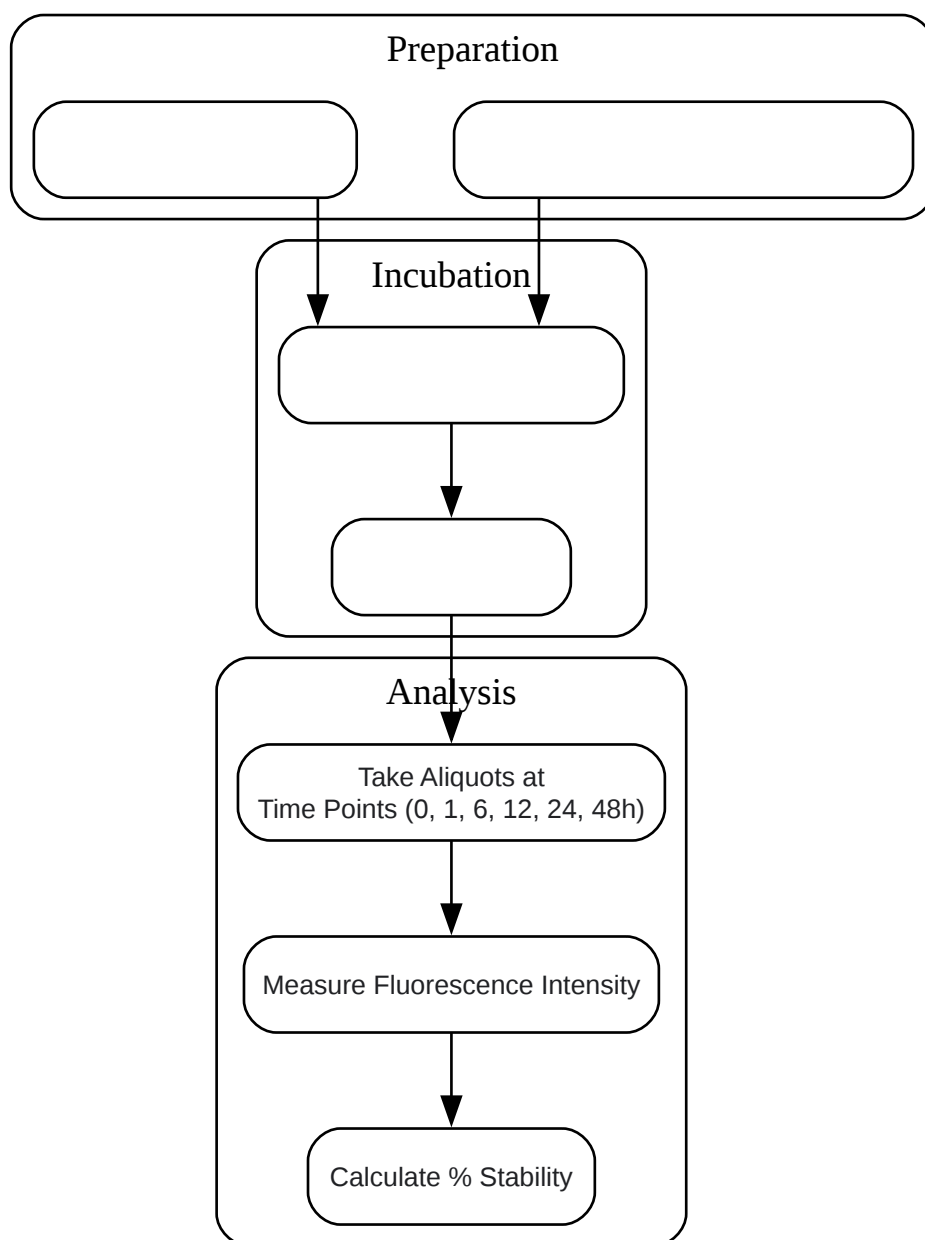 Preparation
Incubation
Analysis
Take Aliquots at
Time Points (0, 1, 6, 12, 24, 48h)
Measure Fluorescence Intensity
Calculate % Stability